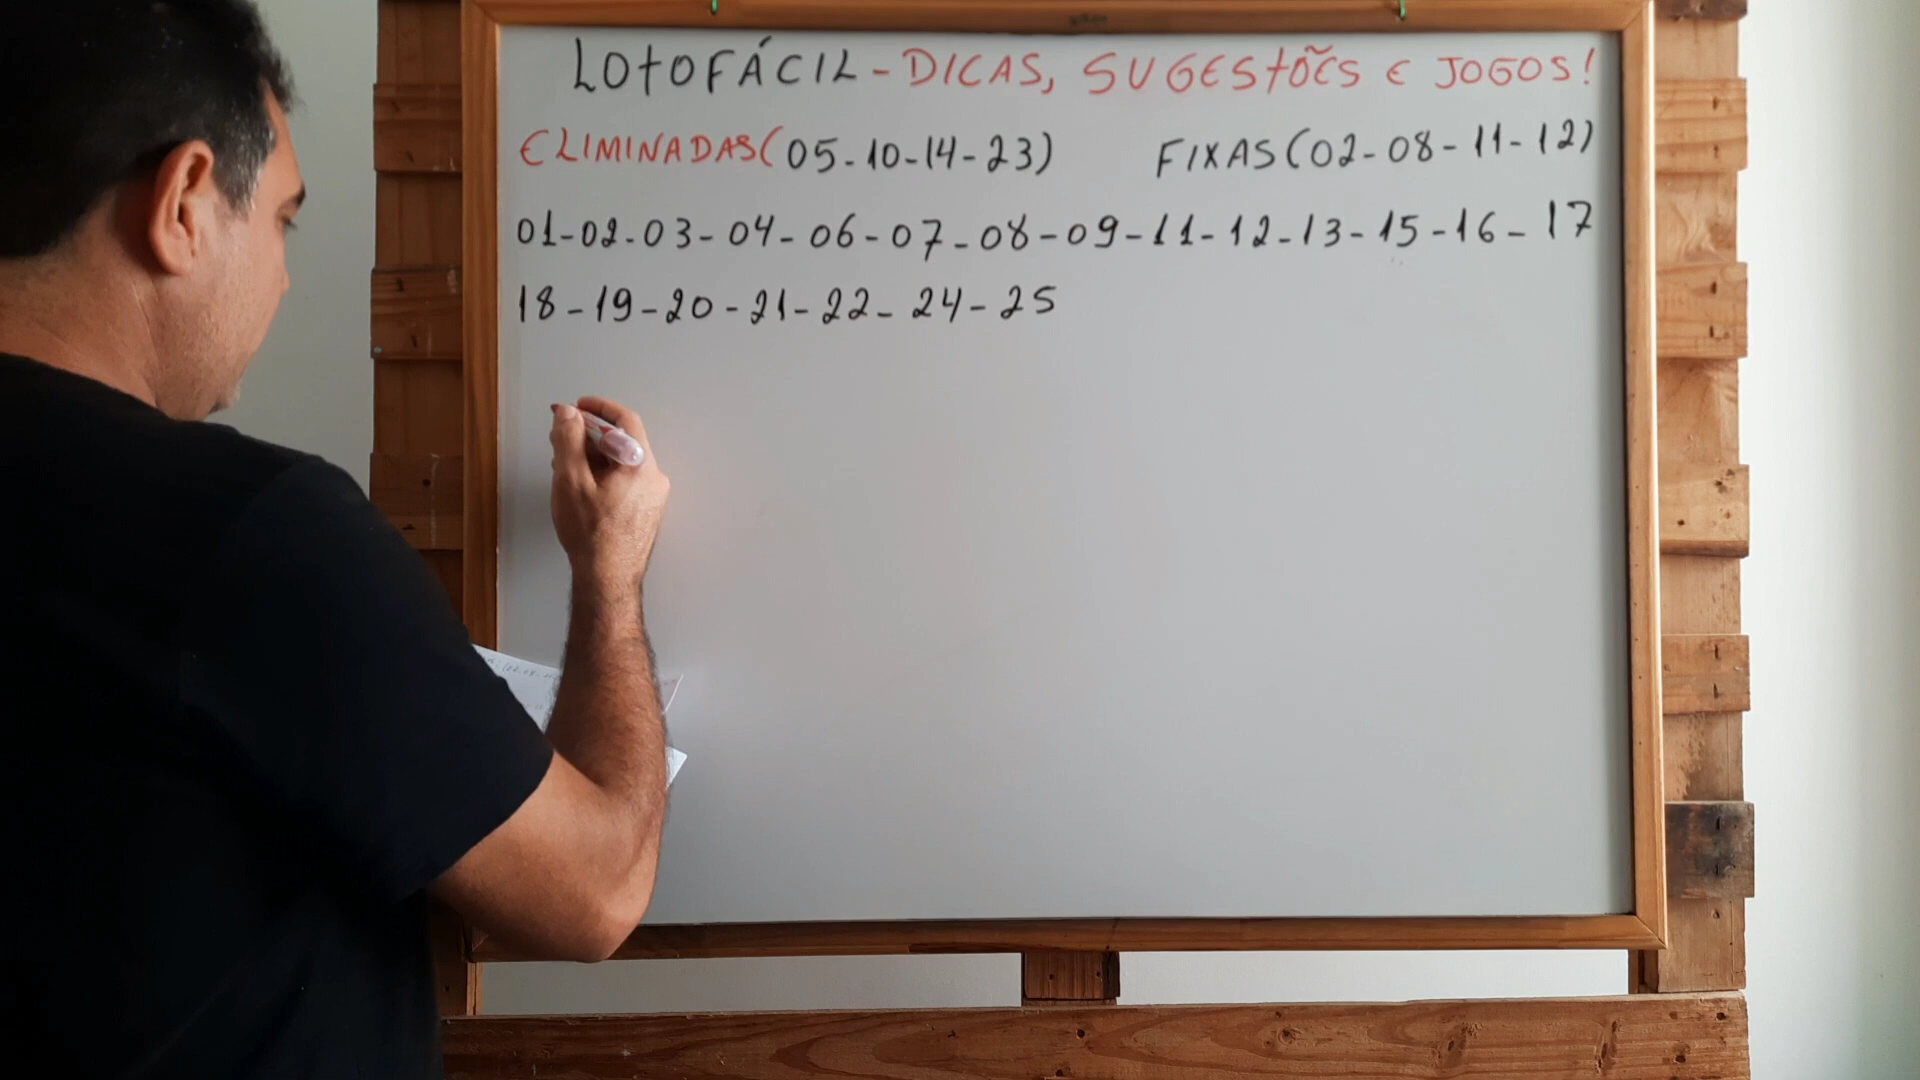 LOTOFÁCIL - DICAS, SUGESTÕES E JOGOS!
ELIMINADAS (05-10-14-23) FIXAS (02-08-11-12)
01-02-03-04-06-07-08-09-11-12-13-15-16-17
18-19-20-21-22-24-25